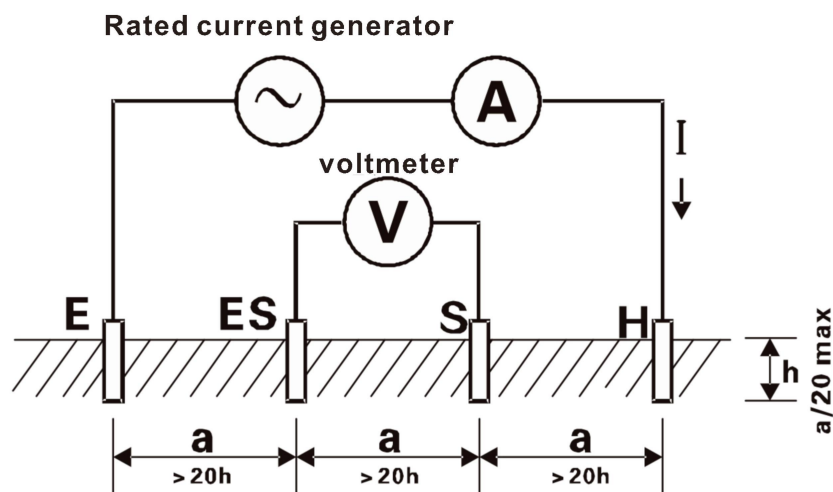 Rated current generator
A
I
voltmeter
V
E ES S H
h
a/20 max
a a a
>20h >20h >20h